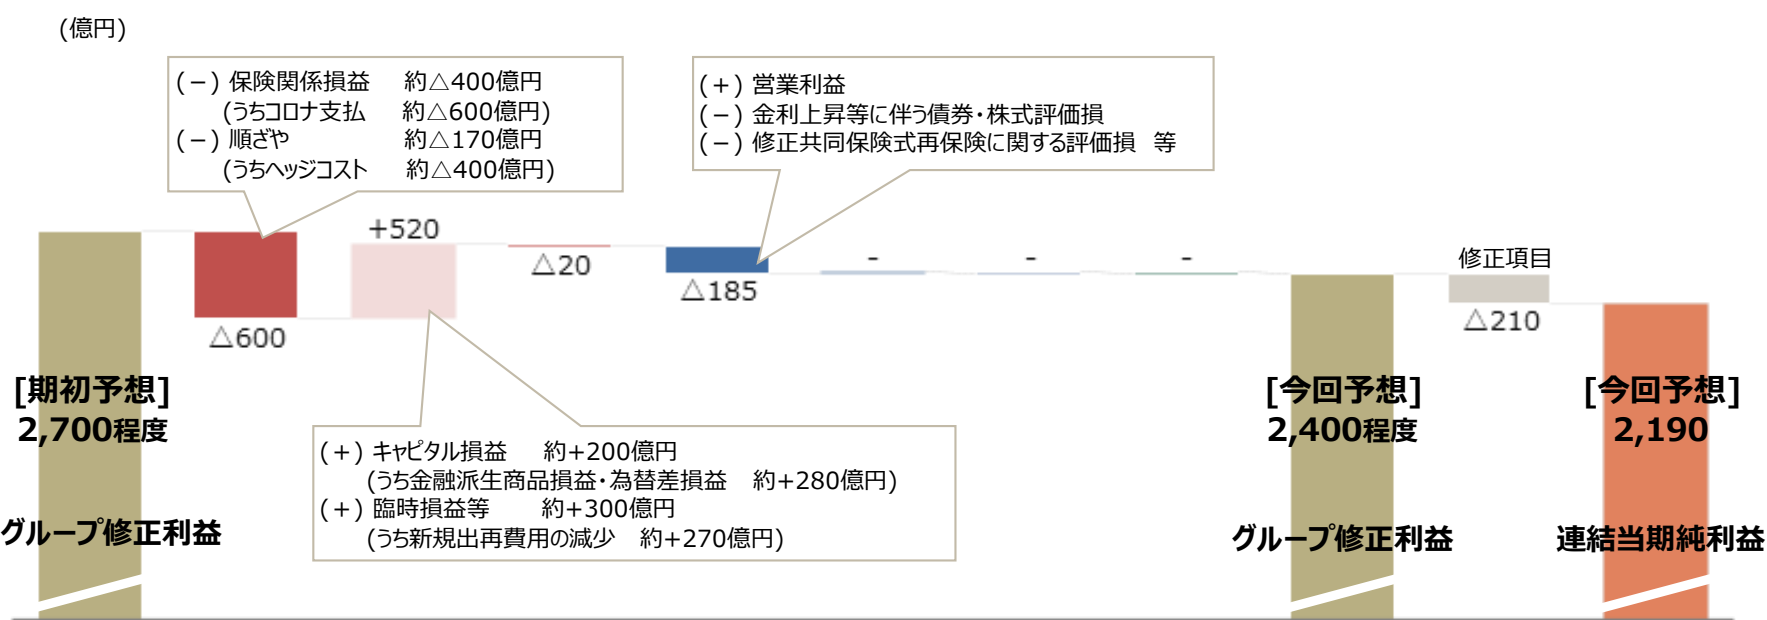 (億円)
(－) 保険関係損益 約△400億円
(うちコロナ支払 約△600億円)
(－) 順ざや 約△170億円
(うちヘッジコスト 約△400億円)
(＋) 営業利益
(－) 金利上昇等に伴う債券・株式評価損
(－) 修正共同保険式再保険に関する評価損 等
+520
△20
△185
-
-
-
修正項目
△600
△210
[期初予想]
2,700程度
[今回予想]
2,400程度
[今回予想]
2,190
(＋) キャピタル損益 約+200億円
(うち金融派生商品損益・為替差損益 約+280億円)
(＋) 臨時損益等 約+300億円
(うち新規出再費用の減少 約+270億円)
グループ修正利益
グループ修正利益
連結当期純利益